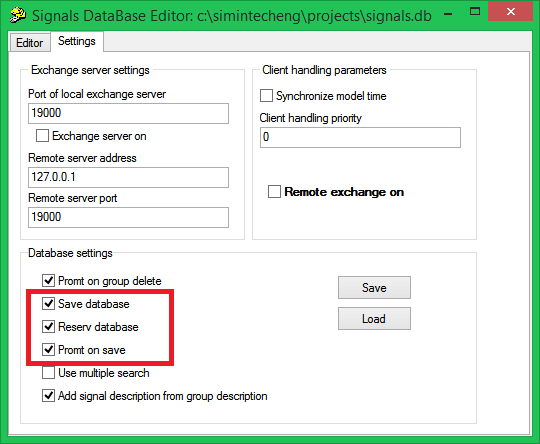 Signals DataBase Editor: c:\simintecheng\projects\signals.db
Editor
Settings
Exchange server settings
Port of local exchange server
19000
Exchange server on
Remote server address
127.0.0.1
Remote server port
19000
Client handling parameters
Synchronize model time
Client handling priority
0
Remote exchange on
Database settings
Promt on group delete
Save database
Reserv database
Promt on save
Use multiple search
Add signal description from group description
Save
Load